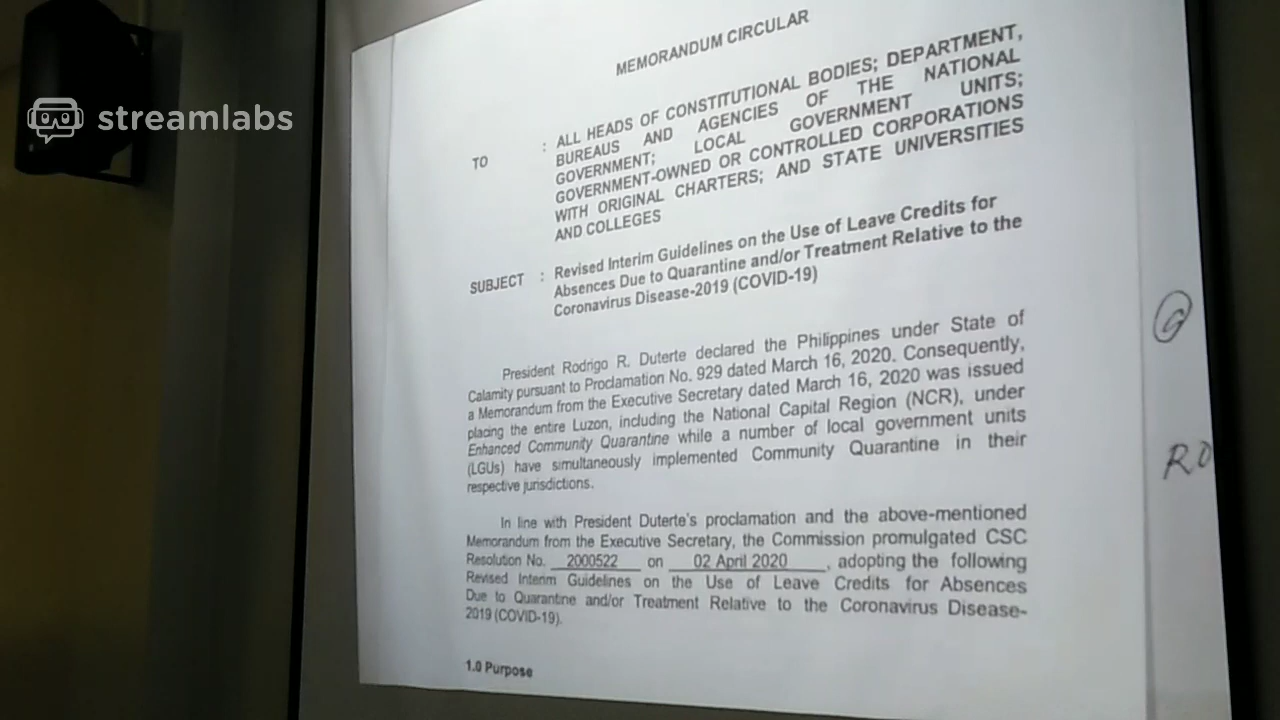 streamlabs
MEMORANDUM CIRCULAR
TO : ALL HEADS OF CONSTITUTIONAL BODIES; DEPARTMENT,
BUREAUS AND AGENCIES OF THE NATIONAL
GOVERNMENT; LOCAL GOVERNMENT UNITS;
GOVERNMENT-OWNED OR CONTROLLED CORPORATIONS
WITH ORIGINAL CHARTERS; AND STATE UNIVERSITIES
AND COLLEGES
SUBJECT : Revised Interim Guidelines on the Use of Leave Credits for
Absences Due to Quarantine and/or Treatment Relative to the
Coronavirus Disease-2019 (COVID-19)
President Rodrigo R. Duterte declared the Philippines under State of
Calamity pursuant to Proclamation No. 929 dated March 16, 2020. Consequently,
a Memorandum from the Executive Secretary dated March 16, 2020 was issued
placing the entire Luzon, including the National Capital Region (NCR), under
Enhanced Community Quarantine while a number of local government units
(LGUs) have simultaneously implemented Community Quarantine in their
respective jurisdictions.
In line with President Duterte's proclamation and the above-mentioned
Memorandum from the Executive Secretary, the Commission promulgated CSC
Resolution No. 2000522 on 02 April 2020, adopting the following
Revised Interim Guidelines on the Use of Leave Credits for Absences
Due to Quarantine and/or Treatment Relative to the Coronavirus Disease-
2019 (COVID-19).
1.0 Purpose